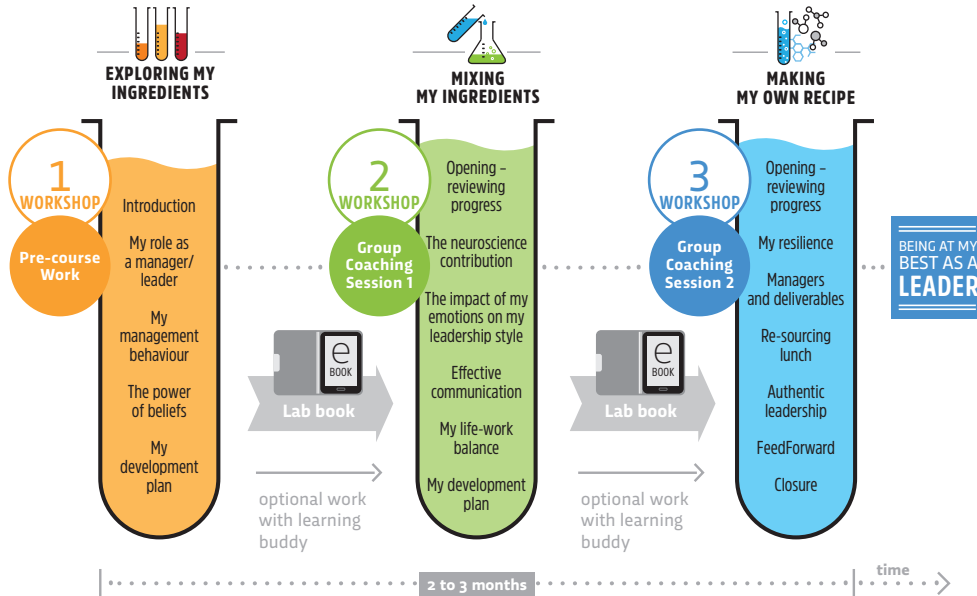 EXPLORING MY
INGREDIENTS
1
WORKSHOP
Pre-course
Work
Introduction
My role as
a manager/
leader
My
management
behaviour
The power
of beliefs
My
development
plan
e
BOOK
Lab book
optional work
with learning
buddy
MIXING
MY INGREDIENTS
2
WORKSHOP
Group
Coaching
Session 1
Opening –
reviewing
progress
The neuroscience
contribution
The impact of my
emotions on my
leadership style
Effective
communication
My life-work
balance
My development
plan
e
BOOK
Lab book
optional work
with learning
buddy
MAKING
MY OWN RECIPE
3
WORKSHOP
Group
Coaching
Session 2
Opening –
reviewing
progress
My resilience
Managers
and deliverables
Re-sourcing
lunch
Authentic
leadership
FeedForward
Closure
BEING AT MY
BEST AS A
LEADER
2 to 3 months
time